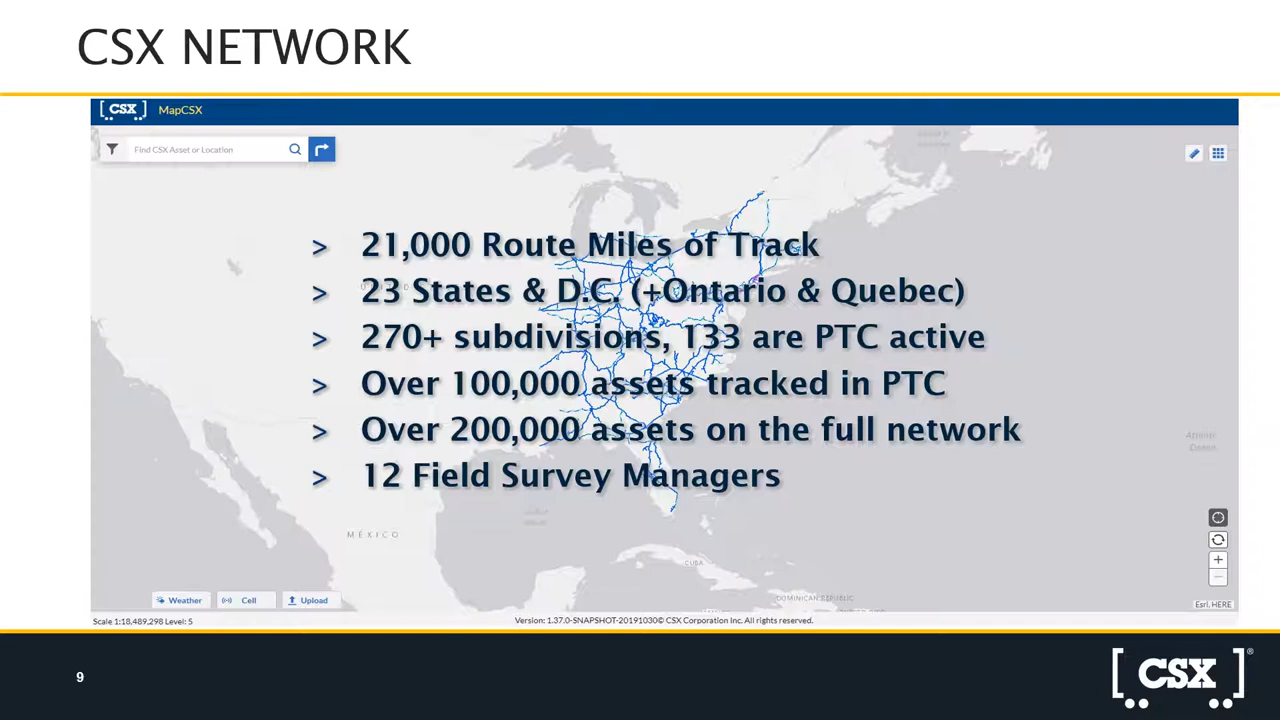 CSX NETWORK
[CSX] MapCSX
Find CSX Asset or Location
> 21,000 Route Miles of Track
> 23 States & D.C. (+Ontario & Quebec)
> 270+ subdivisions, 133 are PTC active
> Over 100,000 assets tracked in PTC
> Over 200,000 assets on the full network
> 12 Field Survey Managers
Atlantic
Ocean
MÉXICO
CUBA
DOMINICAN REPUBLIC
Weather Cell Upload
Esri, HERE
Scale 1:18,489,298 Level: 5
Version: 1.37.0-SNAPSHOT-20191030© CSX Corporation Inc. All rights reserved.
9
[CSX]®